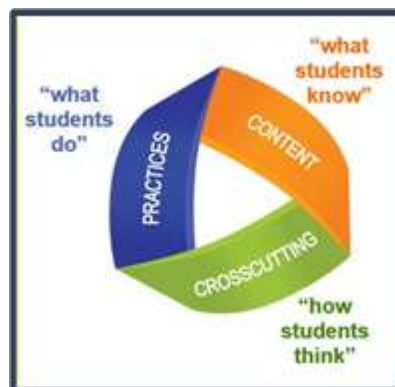 “what
students
do”
PRACTICES
“what
students
know”
CONTENT
CROSSCUTTING
“how
students
think”